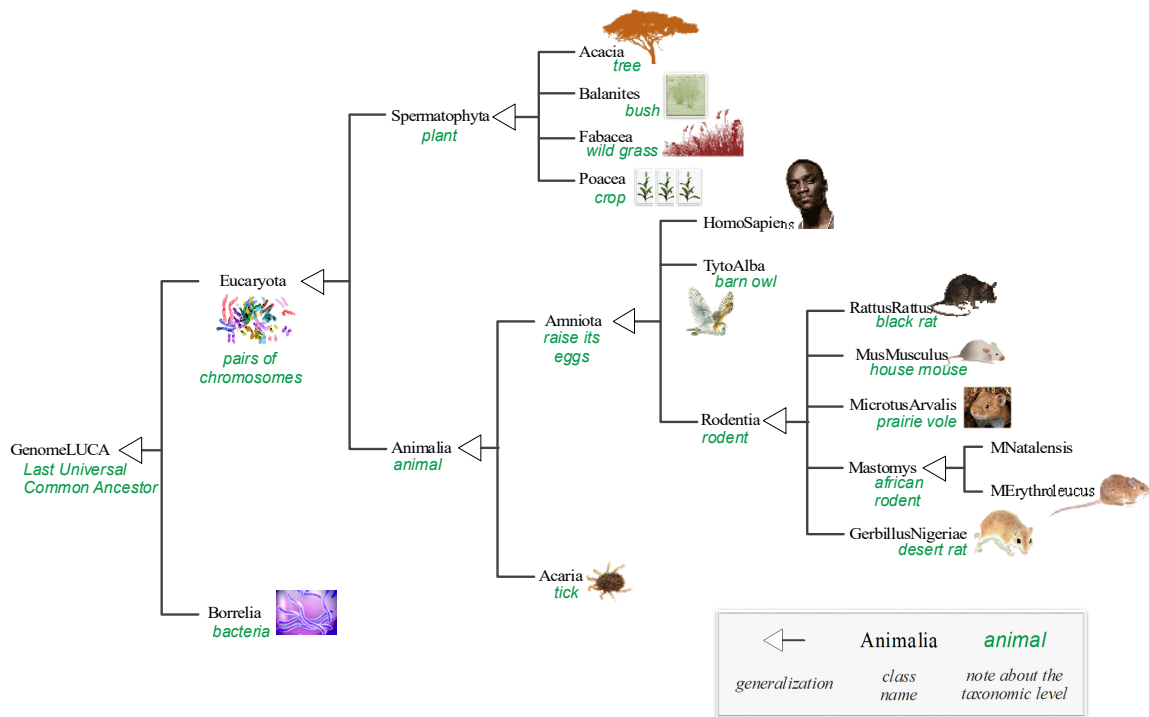 Acacia
tree
Balanites
bush
Spermatophyta
plant
Fabacea
wild grass
Poacea
crop
HomoSapiens
TytoAlba
barn owl
Eucaryota
pairs of
chromosomes
RattusRattus
black rat
Amniota
raise its
eggs
MusMusculus
house mouse
MicrotusArvalis
prairie vole
Rodentia
rodent
GenomeLUCA
Last Universal
Common Ancestor
Animalia
animal
MNatalensis
Mastomys
african
rodent
MErythroleucus
GerbillusNigeriae
desert rat
Acaria
tick
Borrelia
bacteria
Animalia
animal
generalization
class
name
note about the
taxonomic level